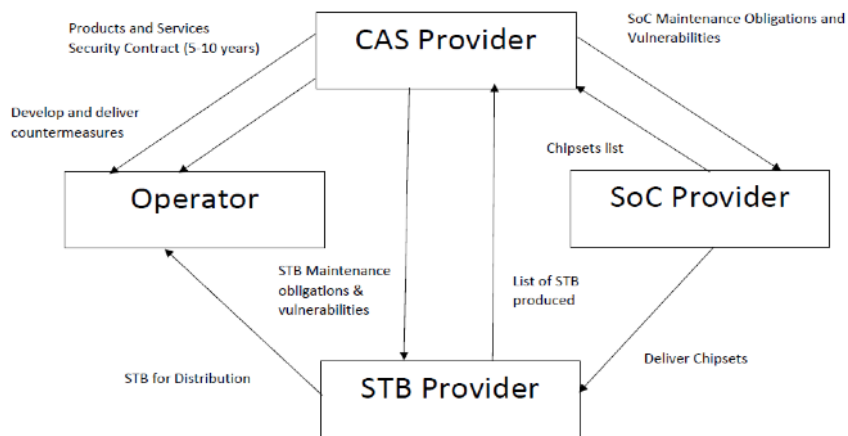 Products and Services
Security Contract (5-10 years)
CAS Provider
SoC Maintenance Obligations and
Vulnerabilities
Develop and deliver
countermeasures
Chipsets list
Operator
SoC Provider
STB Maintenance
obligations &
vulnerabilities
List of STB
produced
STB for Distribution
STB Provider
Deliver Chipsets